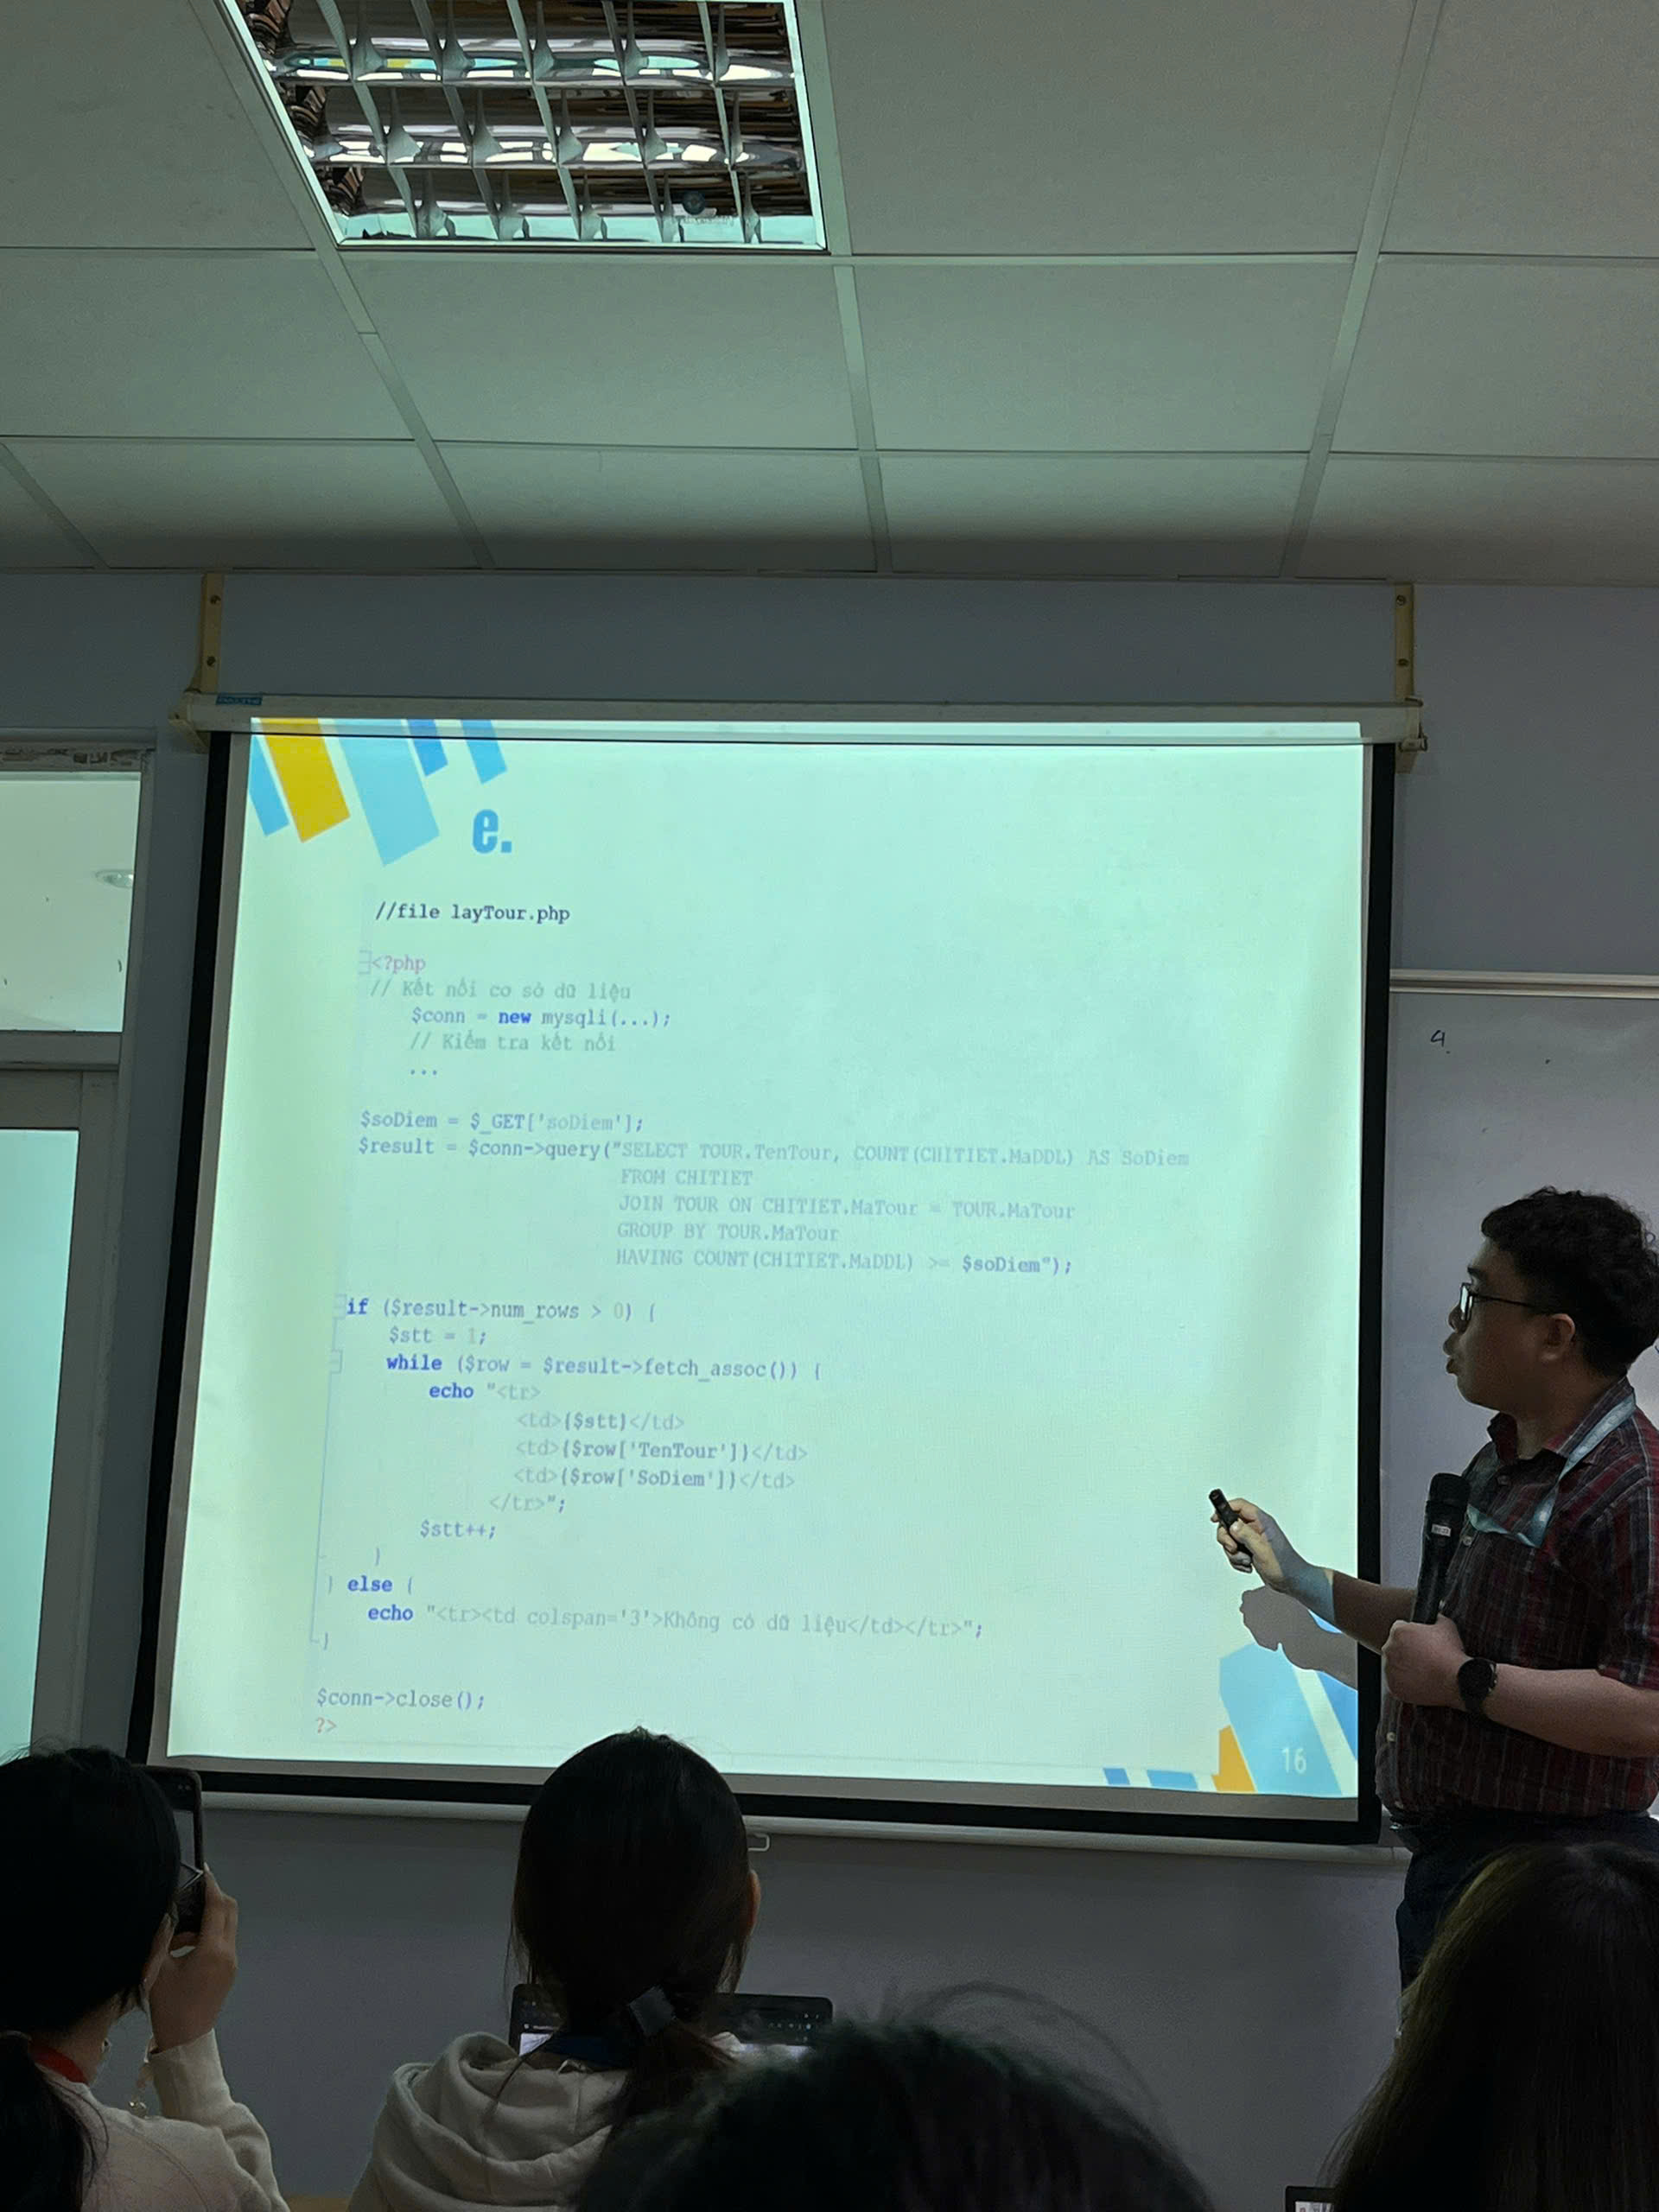 e.
//file layTour.php
<?php
// Kết nối cơ sở dữ liệu
$conn = new mysqli(...);
// Kiểm tra kết nối
...
$soDiem = $_GET['soDiem'];
$result = $conn->query("SELECT TOUR.TenTour, COUNT(CHITIET.MaDDL) AS SoDiem
FROM CHITIET
JOIN TOUR ON CHITIET.MaTour = TOUR.MaTour
GROUP BY TOUR.MaTour
HAVING COUNT(CHITIET.MaDDL) >= $soDiem");
if ($result->num_rows > 0) {
$stt = 1;
while ($row = $result->fetch_assoc()) {
echo "<tr>
<td>{$stt}</td>
<td>{$row['TenTour']}</td>
<td>{$row['SoDiem']}</td>
</tr>";
$stt++;
}
} else {
echo "<tr><td colspan='3'>Không có dữ liệu</td></tr>";
}
$conn->close();
?>
16
4.